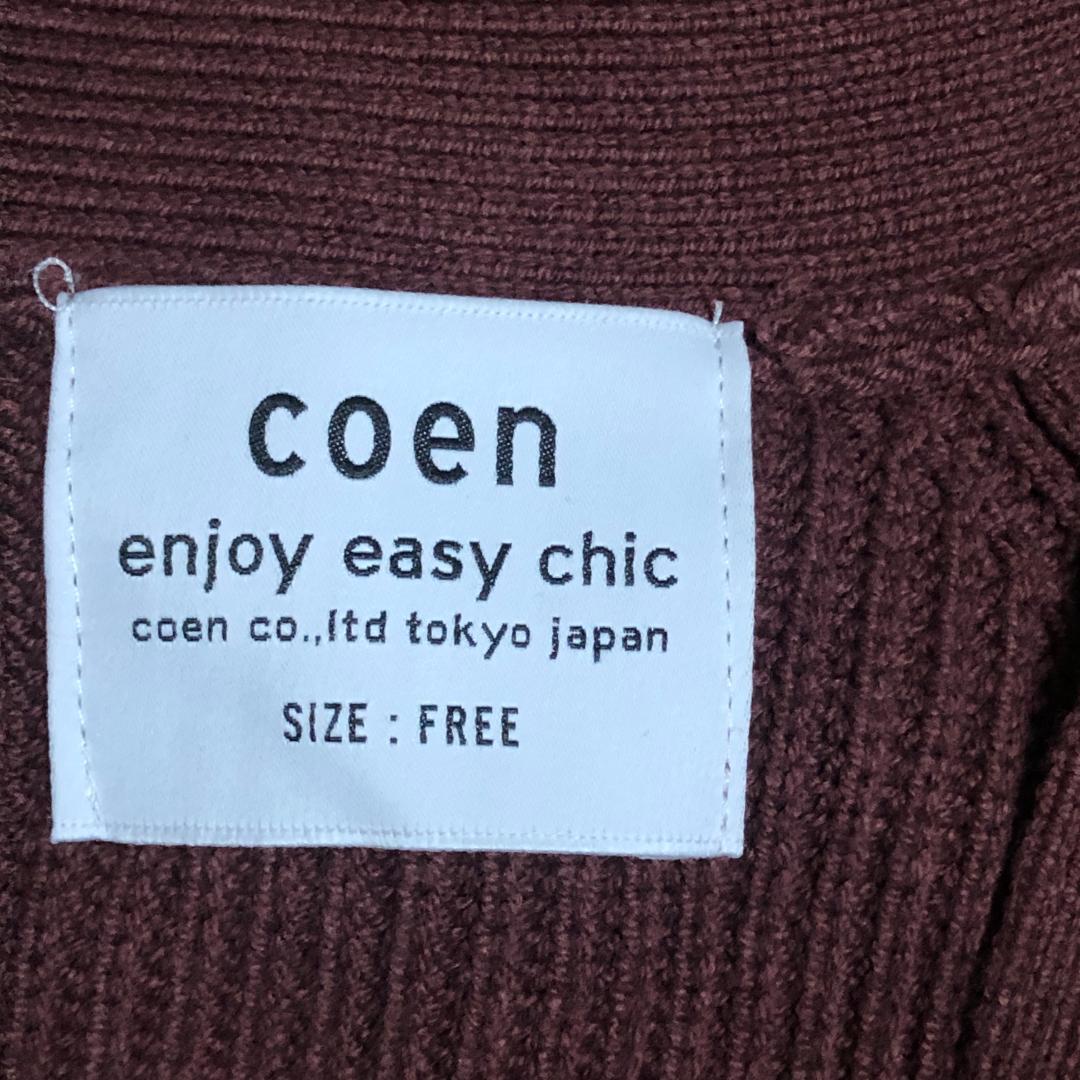 coen
enjoy easy chic
coen co.,ltd tokyo japan
SIZE : FREE